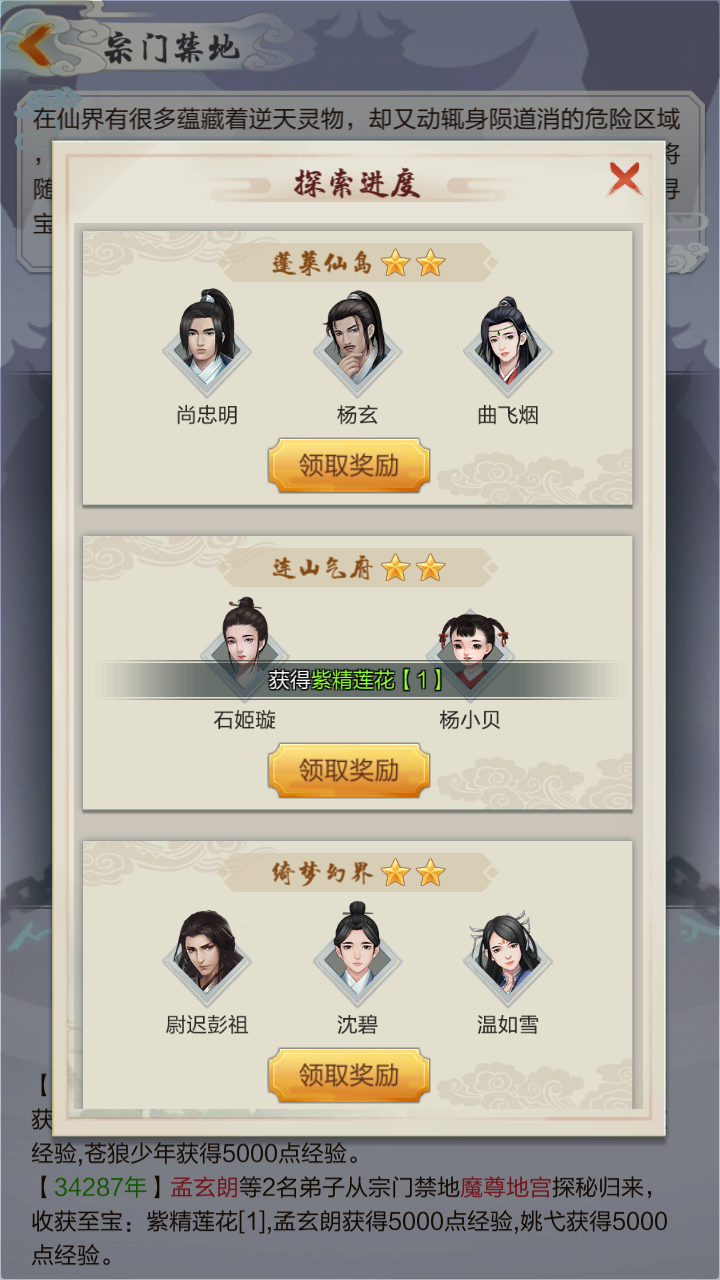 宗门禁地
在仙界有很多蕴藏着逆天灵物，却又动辄身陨道消的危险区域
，
将
随
寻
宝
探索进度
蓬莱仙岛
尚忠明 杨玄 曲飞烟
领取奖励
连山气府
获得紫精莲花【1】
石姬璇 杨小贝
领取奖励
绮梦幻界
尉迟彭祖 沈碧 温如雪
领取奖励
【
获
经验,苍狼少年获得5000点经验。
【34287年】孟玄朗等2名弟子从宗门禁地魔尊地宫探秘归来，
收获至宝：紫精莲花[1],孟玄朗获得5000点经验,姚弋获得5000
点经验。